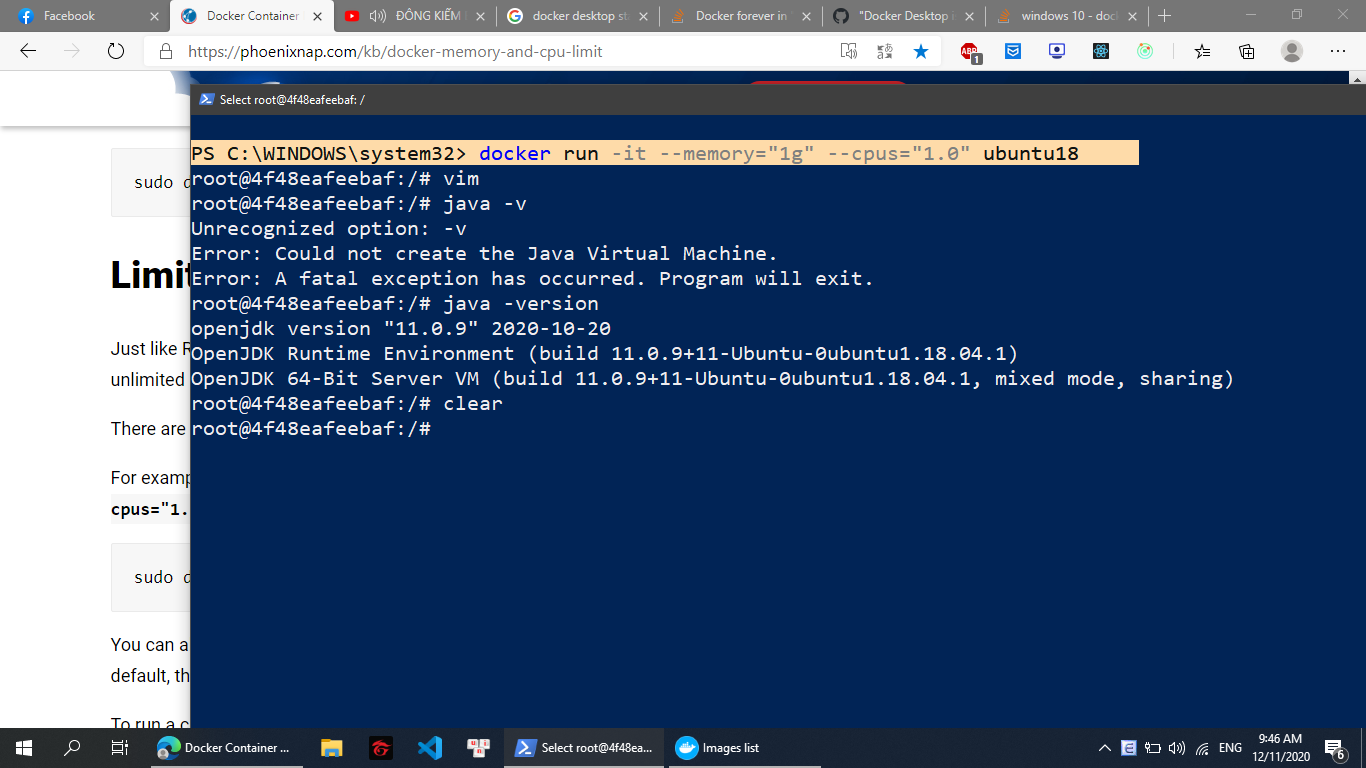 Facebook
Docker Container
ĐÔNG KIẾM
docker desktop st
Docker forever in
"Docker Desktop i
windows 10 - doc
https://phoenixnap.com/kb/docker-memory-and-cpu-limit
ABP
1
Select root@4f48eafeebaf: /
sudo d
Limit
Just like R
unlimited
There are
For examp
cpus="1.
sudo d
You can a
default, th
To run a c
PS C:\WINDOWS\system32> docker run -it --memory="1g" --cpus="1.0" ubuntu18
root@4f48eafeebaf:/# vim
root@4f48eafeebaf:/# java -v
Unrecognized option: -v
Error: Could not create the Java Virtual Machine.
Error: A fatal exception has occurred. Program will exit.
root@4f48eafeebaf:/# java -version
openjdk version "11.0.9" 2020-10-20
OpenJDK Runtime Environment (build 11.0.9+11-Ubuntu-0ubuntu1.18.04.1)
OpenJDK 64-Bit Server VM (build 11.0.9+11-Ubuntu-0ubuntu1.18.04.1, mixed mode, sharing)
root@4f48eafeebaf:/# clear
root@4f48eafeebaf:/#
Docker Container ...
Select root@4f48ea...
Images list
E
ENG
9:46 AM
12/11/2020
6